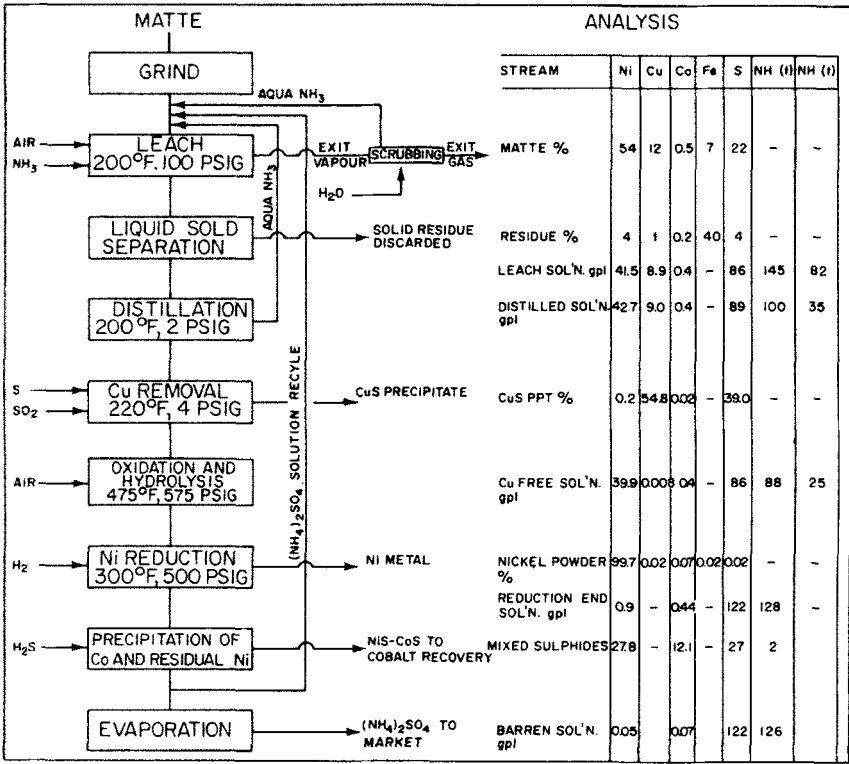 MATTE
ANALYSIS
GRIND
STREAM Ni Cu Co Fe S NH (t) NH (t)
AQUA NH3
AIR
NH3
LEACH
200°F, 100 PSIG
EXIT
VAPOUR
SCRUBBING
EXIT
GAS
MATTE % 54 12 0.5 7 22 - -
H2O
AQUA NH3
LIQUID SOLD
SEPARATION
SOLID RESIDUE
DISCARDED
RESIDUE % 4 1 0.2 40 4 - -
LEACH SOL'N. gpl 41.5 8.9 0.4 - 86 145 82
DISTILLATION
200°F, 2 PSIG
DISTILLED SOL'N. 42.7 9.0 0.4 - 89 100 35
gpl
S
SO2
Cu REMOVAL
220°F, 4 PSIG
CuS PRECIPITATE
CuS PPT % 0.2 54.8 0.02 - 39.0 - -
(NH4)2SO4 SOLUTION RECYLE
AIR
OXIDATION AND
HYDROLYSIS
475°F, 575 PSIG
Cu FREE SOL'N. 39.9 0.008 0.4 - 86 88 25
gpl
H2
Ni REDUCTION
300°F, 500 PSIG
Ni METAL
NICKEL POWDER 99.7 0.02 0.07 0.02 0.02 - -
%
REDUCTION END
SOL'N. gpl 0.9 - 0.44 122 128 -
H2S
PRECIPITATION OF
Co AND RESIDUAL Ni
NiS-CoS TO
COBALT RECOVERY
MIXED SULPHIDES 27.8 - 12.1 - 27 2
EVAPORATION
(NH4)2SO4 TO
MARKET
BARREN SOL'N. 0.05 0.07 122 126
gpl